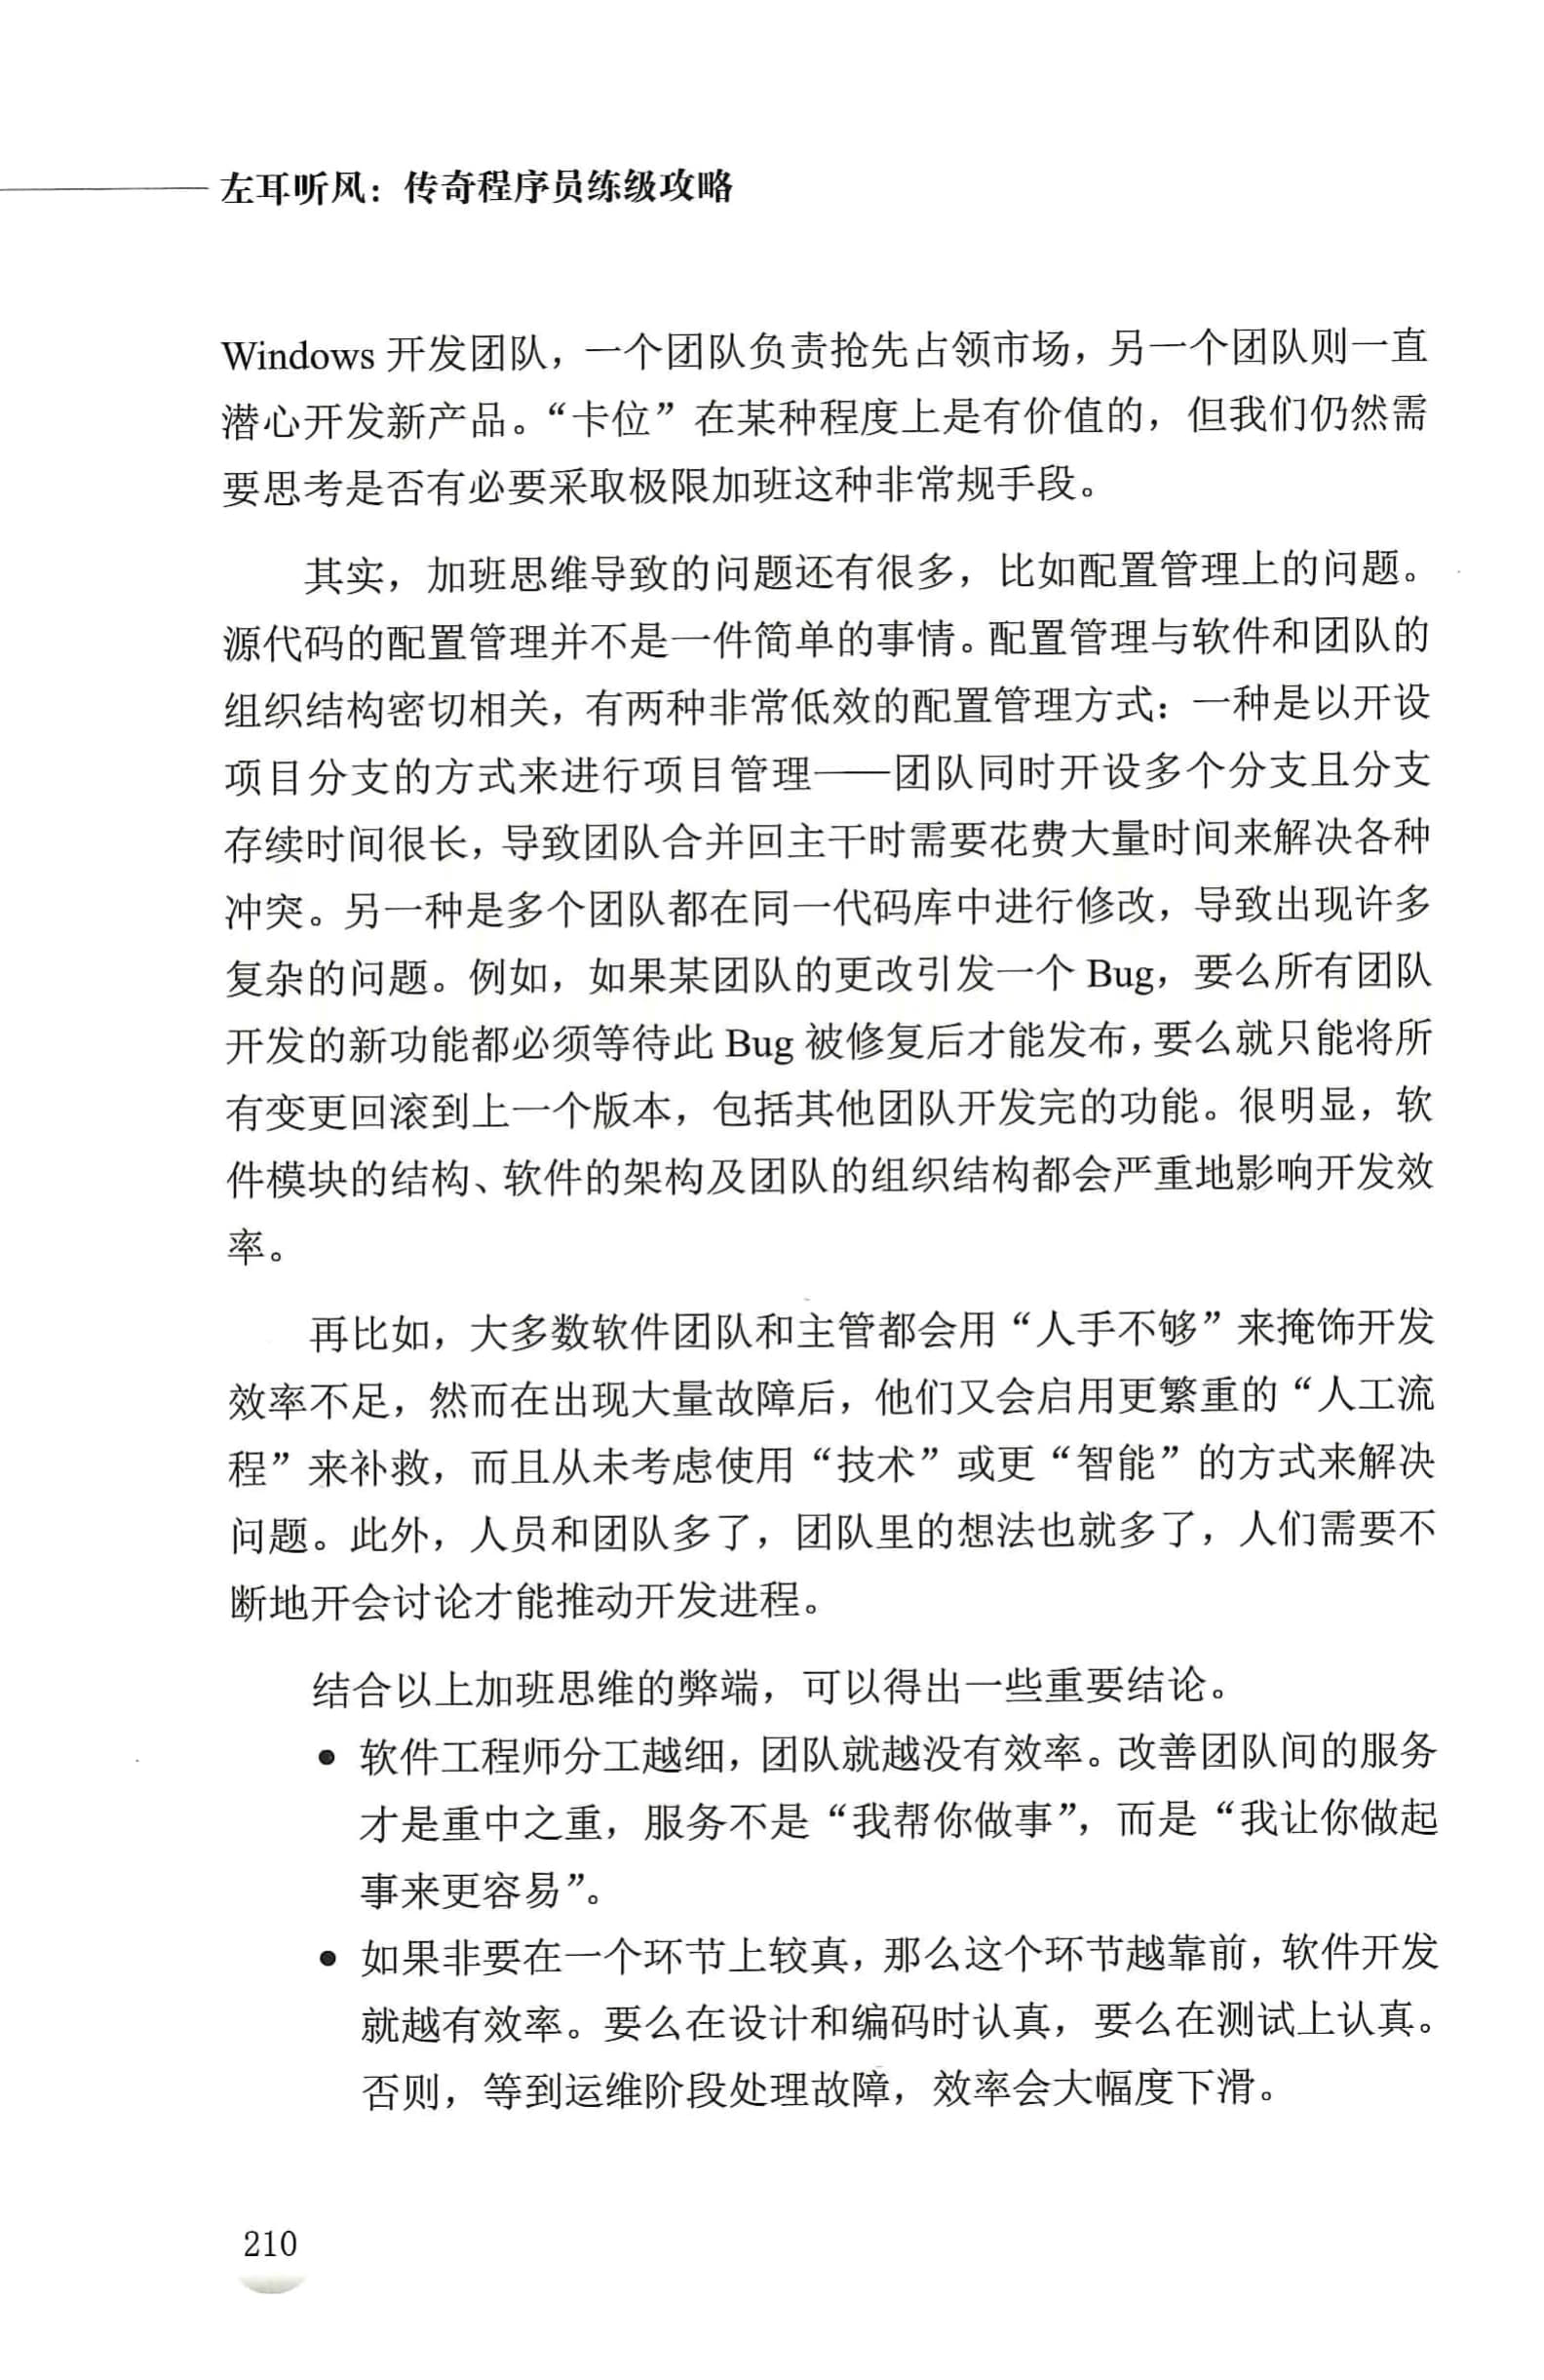 左耳听风：传奇程序员练级攻略
Windows 开发团队，一个团队负责抢先占领市场，另一个团队则一直
潜心开发新产品。“卡位”在某种程度上是有价值的，但我们仍然需
要思考是否有必要采取极限加班这种非常规手段。
其实，加班思维导致的问题还有很多，比如配置管理上的问题。
源代码的配置管理并不是一件简单的事情。配置管理与软件和团队的
组织结构密切相关，有两种非常低效的配置管理方式：一种是以开设
项目分支的方式来进行项目管理——团队同时开设多个分支且分支
存续时间很长，导致团队合并回主干时需要花费大量时间来解决各种
冲突。另一种是多个团队都在同一代码库中进行修改，导致出现许多
复杂的问题。例如，如果某团队的更改引发一个 Bug，要么所有团队
开发的新功能都必须等待此 Bug 被修复后才能发布，要么就只能将所
有变更回滚到上一个版本，包括其他团队开发完的功能。很明显，软
件模块的结构、软件的架构及团队的组织结构都会严重地影响开发效
率。
再比如，大多数软件团队和主管都会用“人手不够”来掩饰开发
效率不足，然而在出现大量故障后，他们又会启用更繁重的“人工流
程”来补救，而且从未考虑使用“技术”或更“智能”的方式来解决
问题。此外，人员和团队多了，团队里的想法也就多了，人们需要不
断地开会讨论才能推动开发进程。
结合以上加班思维的弊端，可以得出一些重要结论。
● 软件工程师分工越细，团队就越没有效率。改善团队间的服务
才是重中之重，服务不是“我帮你做事”，而是“我让你做起
事来更容易”。
● 如果非要在一个环节上较真，那么这个环节越靠前，软件开发
就越有效率。要么在设计和编码时认真，要么在测试上认真。
否则，等到运维阶段处理故障，效率会大幅度下滑。
210